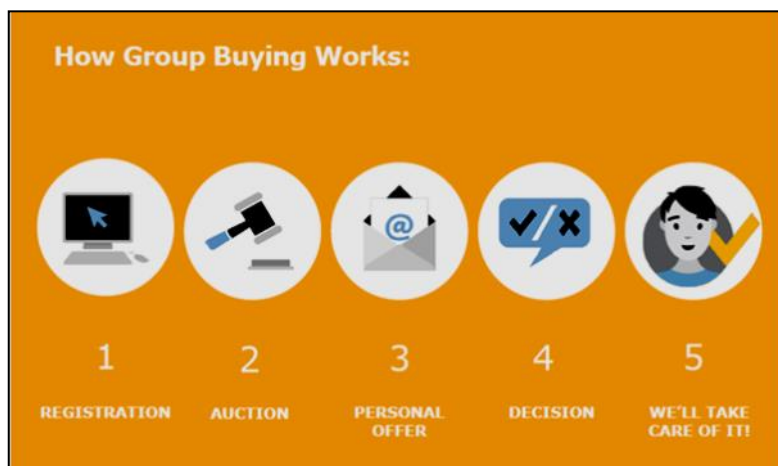 How Group Buying Works:
@
1
2
3
4
5
REGISTRATION
AUCTION
PERSONAL
OFFER
DECISION
WE'LL TAKE
CARE OF IT!